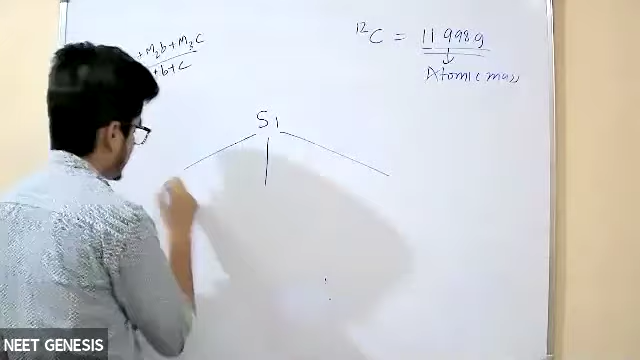 + M₂b + M₃c
+ b + c
¹²C = 11.9989
Atomic mass
Si
NEET GENESIS